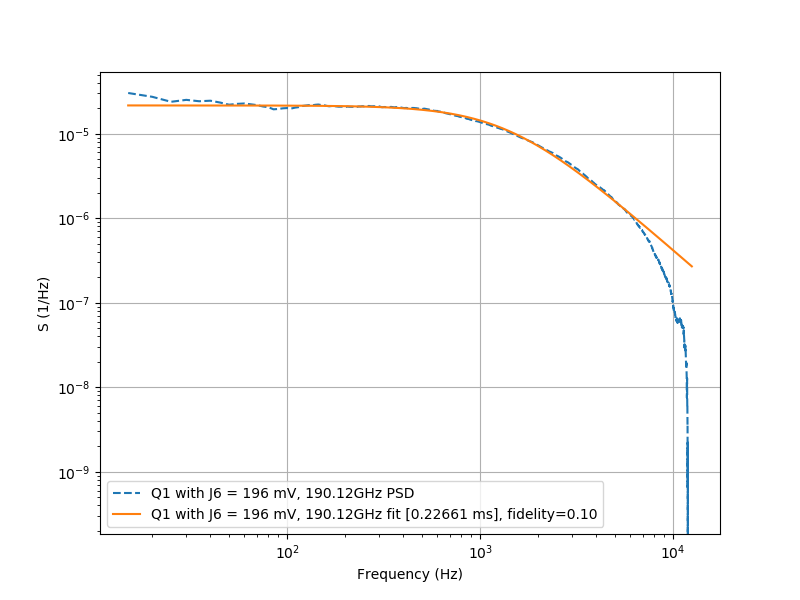 10⁻⁵
10⁻⁶
10⁻⁷
10⁻⁸
10⁻⁹
S (1/Hz)
Q1 with J6 = 196 mV, 190.12GHz PSD
Q1 with J6 = 196 mV, 190.12GHz fit [0.22661 ms], fidelity=0.10
10² 10³ 10⁴
Frequency (Hz)